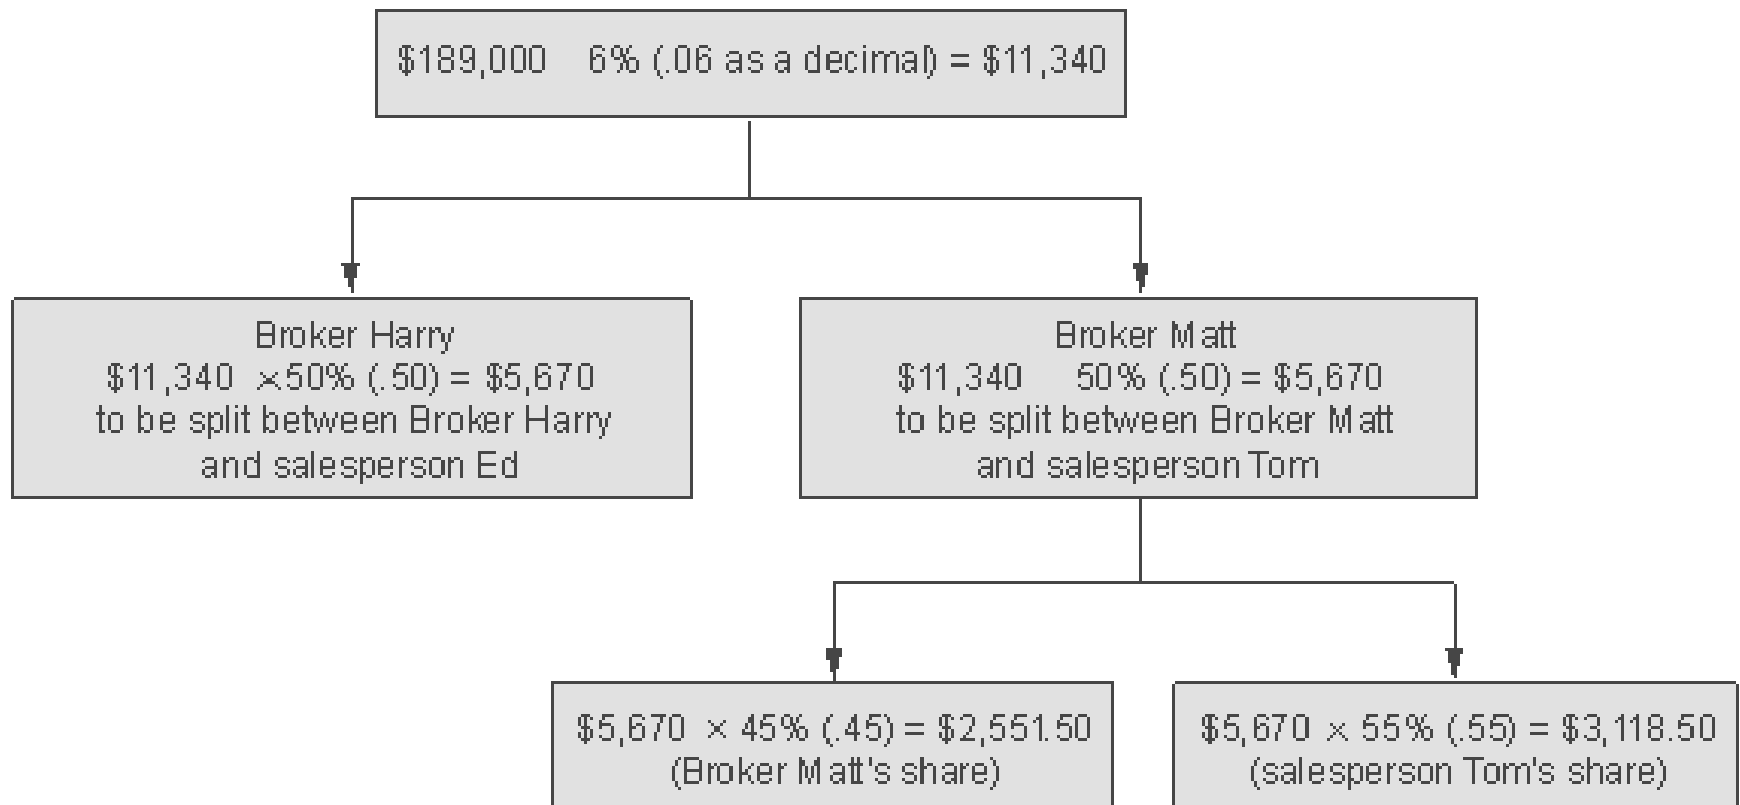 $189,000 6% (.06 as a decimal) = $11,340
Broker Harry
$11,340 × 50% (.50) = $5,670
to be split between Broker Harry
and salesperson Ed
Broker Matt
$11,340 50% (.50) = $5,670
to be split between Broker Matt
and salesperson Tom
$5,670 × 45% (.45) = $2,551.50
(Broker Matt's share)
$5,670 × 55% (.55) = $3,118.50
(salesperson Tom's share)